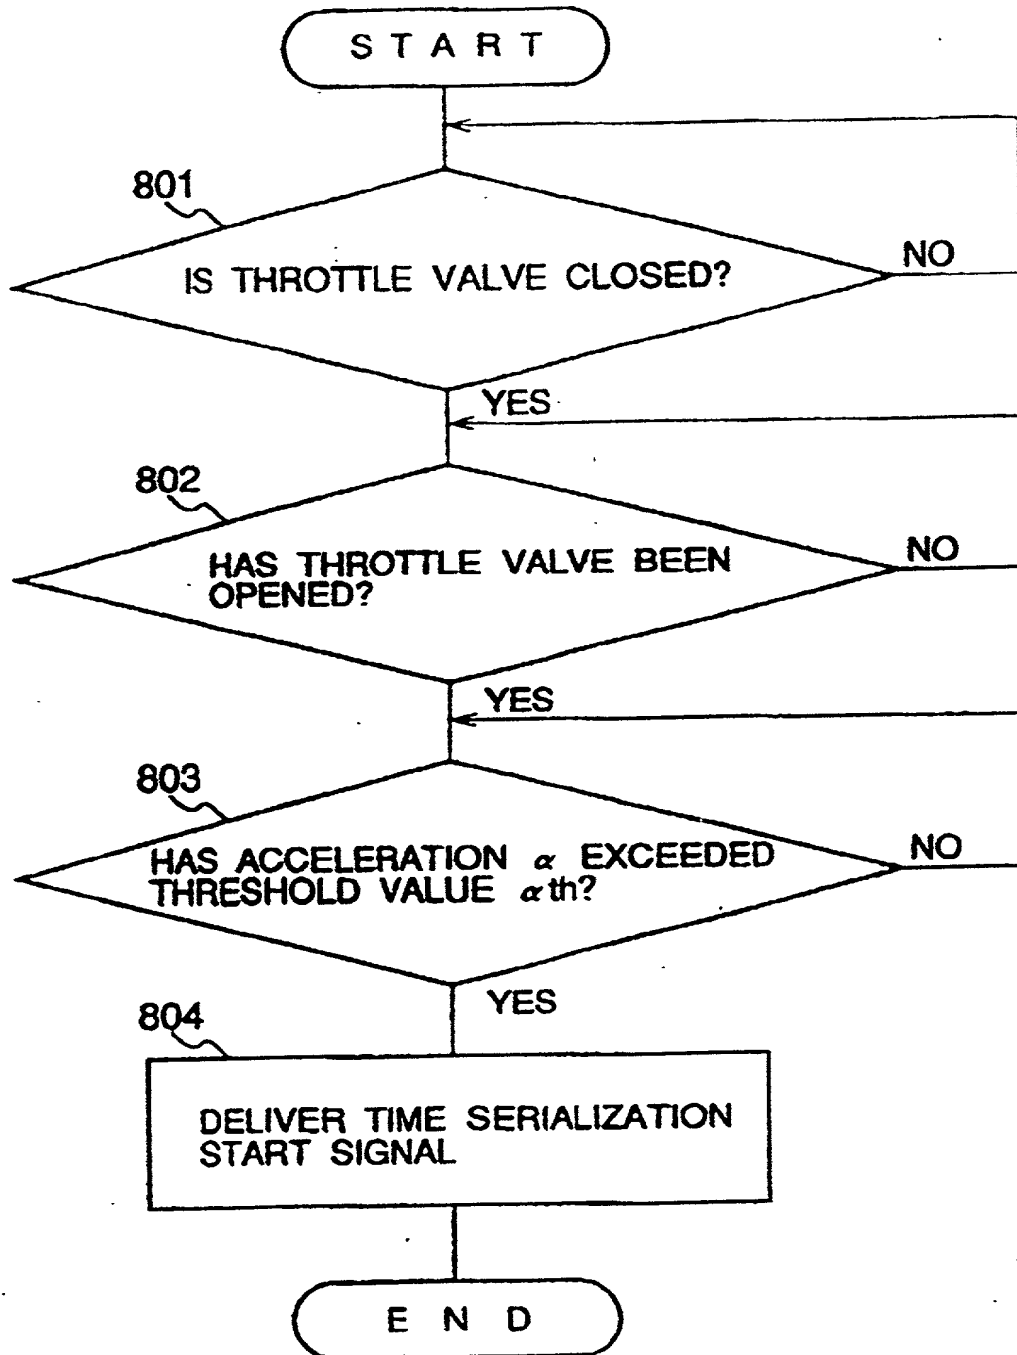 START
801
IS THROTTLE VALVE CLOSED?
NO
YES
802
HAS THROTTLE VALVE BEEN
OPENED?
NO
YES
803
HAS ACCELERATION α EXCEEDED
THRESHOLD VALUE αth?
NO
YES
804
DELIVER TIME SERIALIZATION
START SIGNAL
END